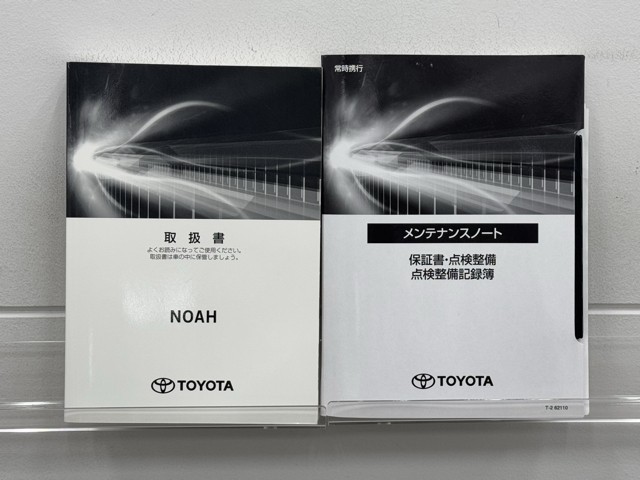 取扱書
よくお読みになってご使用ください。
取扱書は車の中に保管しましょう。
NOAH
TOYOTA
常時携行
メンテナンスノート
保証書・点検整備
点検整備記録簿
TOYOTA
T-2 62110